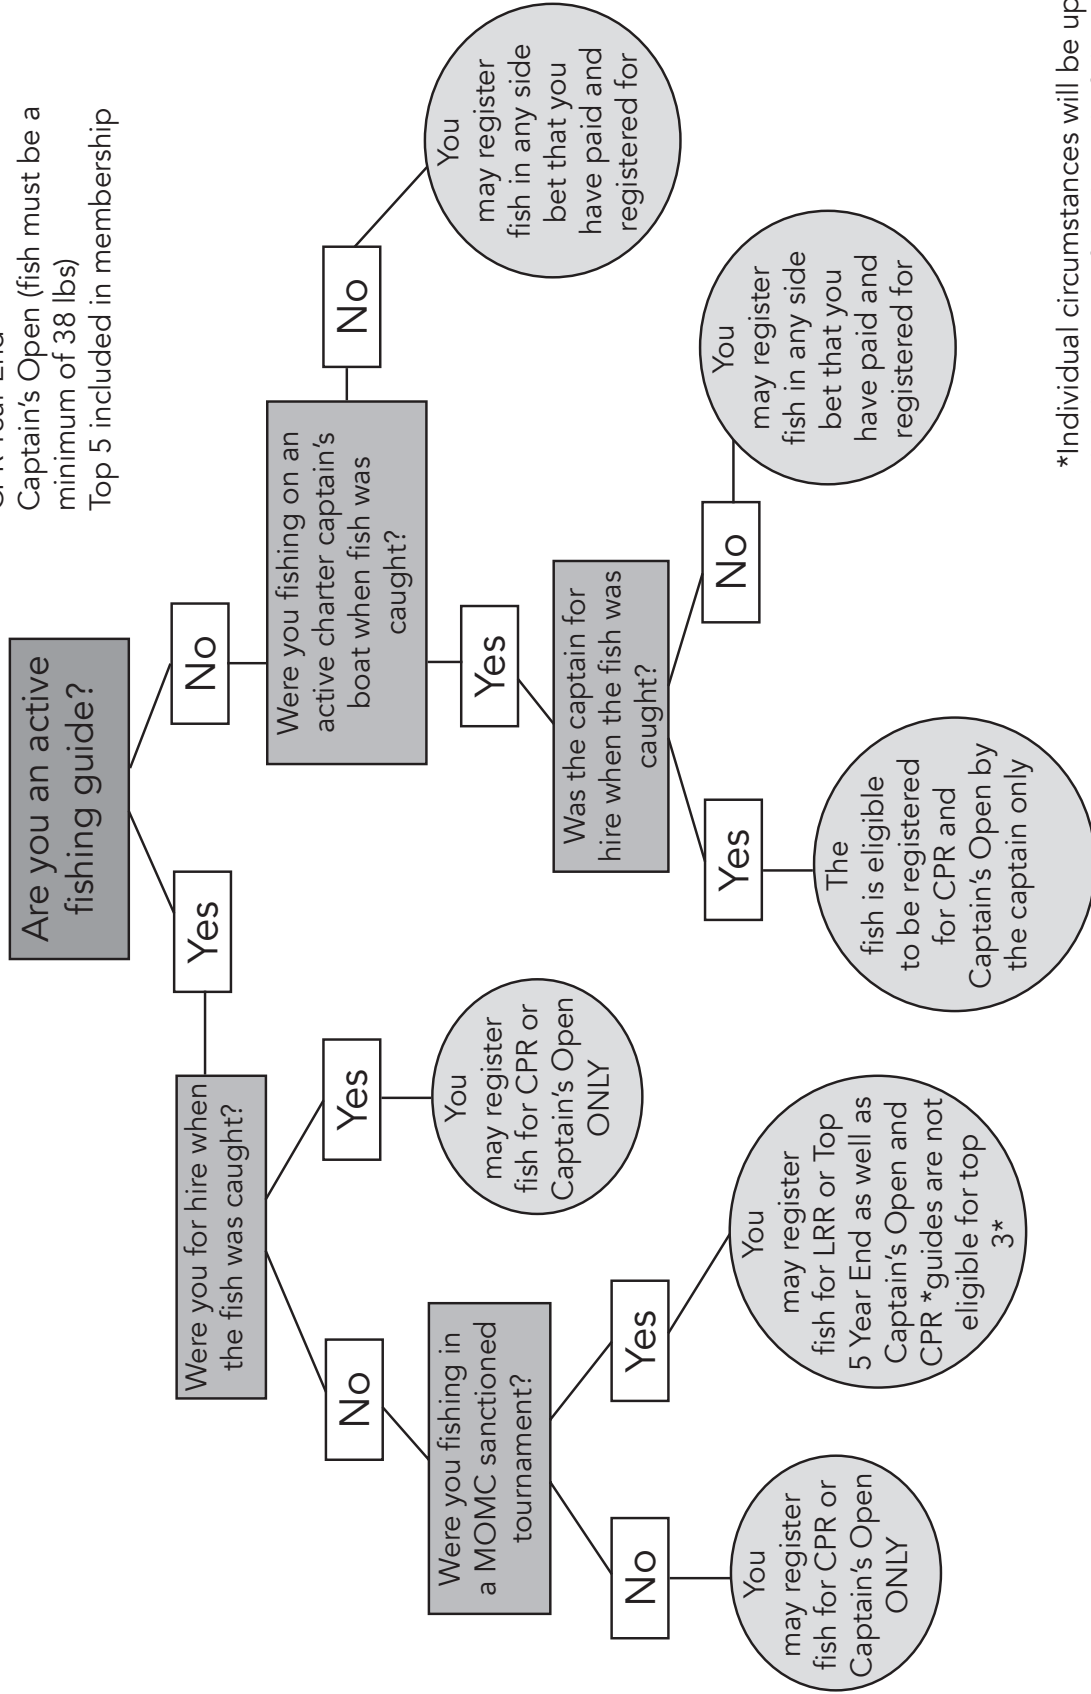 Captain's Open (fish must be a
minimum of 38 lbs)
Top 5 included in membership
Are you an active
fishing guide?
Yes
No
Were you for hire when
the fish was caught?
Were you fishing on an
active charter captain's
boat when fish was
caught?
No
Yes
Yes
No
You
may register
fish for CPR or
Captain's Open
ONLY
You
may register
fish in any side
bet that you
have paid and
registered for
Were you fishing in
a MOMC sanctioned
tournament?
Was the captain for
hire when the fish was
caught?
No
Yes
Yes
No
You
may register
fish for CPR or
Captain's Open
ONLY
You
may register
fish for LRR or Top
5 Year End as well as
Captain's Open and
CPR *guides are not
eligible for top
3*
The
fish is eligible
to be registered
for CPR and
Captain's Open by
the captain only
You
may register
fish in any side
bet that you
have paid and
registered for
*Individual circumstances will be up